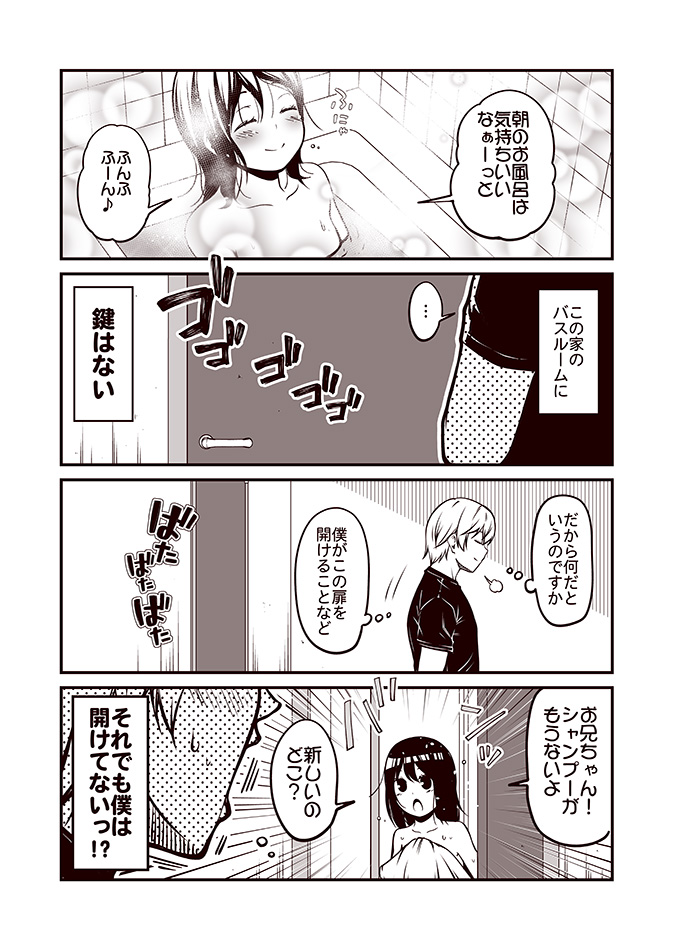 朝のお風呂は
気持ちいい
なぁーっと
ふにゃ
ふんふ
ふーん♪
この家の
バスルームに
…
ゴゴゴゴゴ
鍵はない
だから何だと
いうのですか
僕がこの扉を
開けることなど
ばた
ばた
ばた
お兄ちゃん!
シャンプーが
もうないよ
新しいの
どこ?
それでも僕は
開けてないっ!?